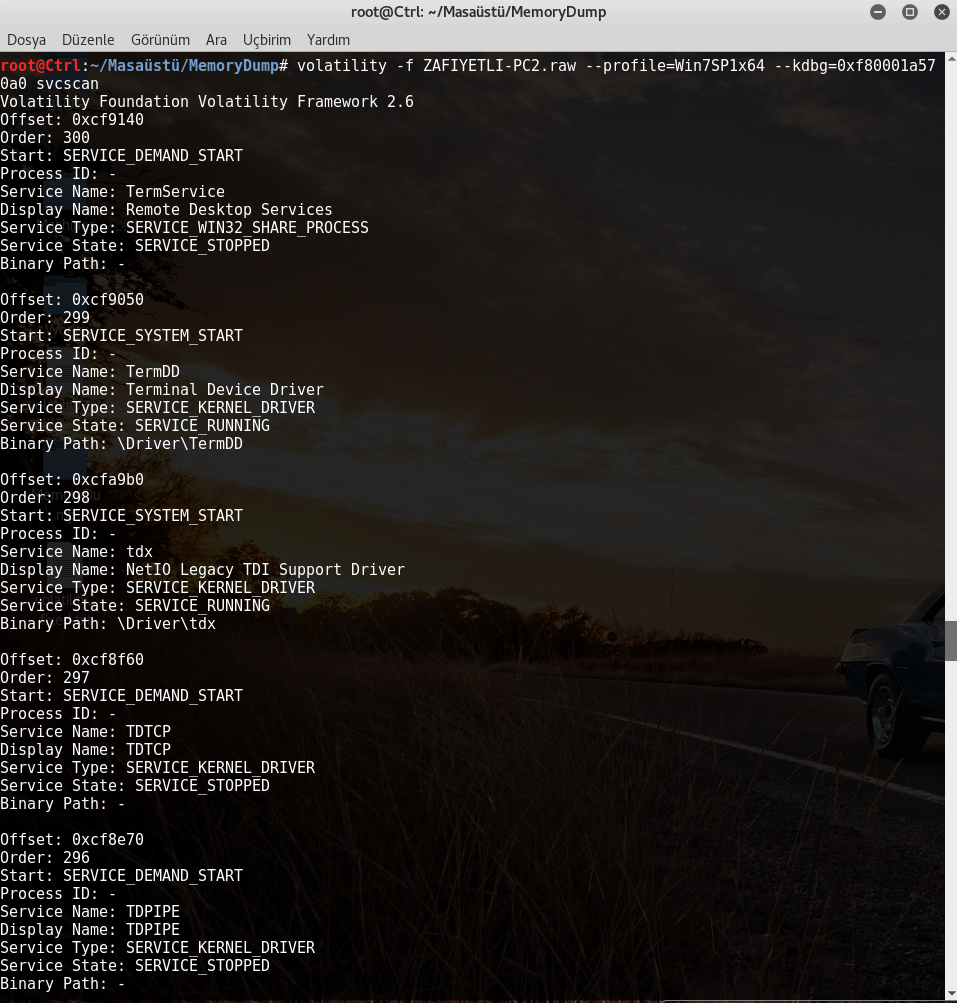 root@Ctrl: ~/Masaüstü/MemoryDump
Dosya Düzenle Görünüm Ara Uçbirim Yardım
root@Ctrl:~/Masaüstü/MemoryDump# volatility -f ZAFIYETLI-PC2.raw --profile=Win7SP1x64 --kdbg=0xf80001a57
0a0 svcscan
Volatility Foundation Volatility Framework 2.6
Offset: 0xcf9140
Order: 300
Start: SERVICE_DEMAND_START
Process ID: -
Service Name: TermService
Display Name: Remote Desktop Services
Service Type: SERVICE_WIN32_SHARE_PROCESS
Service State: SERVICE_STOPPED
Binary Path: -

Offset: 0xcf9050
Order: 299
Start: SERVICE_SYSTEM_START
Process ID: -
Service Name: TermDD
Display Name: Terminal Device Driver
Service Type: SERVICE_KERNEL_DRIVER
Service State: SERVICE_RUNNING
Binary Path: \Driver\TermDD

Offset: 0xcfa9b0
Order: 298
Start: SERVICE_SYSTEM_START
Process ID: -
Service Name: tdx
Display Name: NetIO Legacy TDI Support Driver
Service Type: SERVICE_KERNEL_DRIVER
Service State: SERVICE_RUNNING
Binary Path: \Driver\tdx

Offset: 0xcf8f60
Order: 297
Start: SERVICE_DEMAND_START
Process ID: -
Service Name: TDTCP
Display Name: TDTCP
Service Type: SERVICE_KERNEL_DRIVER
Service State: SERVICE_STOPPED
Binary Path: -

Offset: 0xcf8e70
Order: 296
Start: SERVICE_DEMAND_START
Process ID: -
Service Name: TDPIPE
Display Name: TDPIPE
Service Type: SERVICE_KERNEL_DRIVER
Service State: SERVICE_STOPPED
Binary Path: -